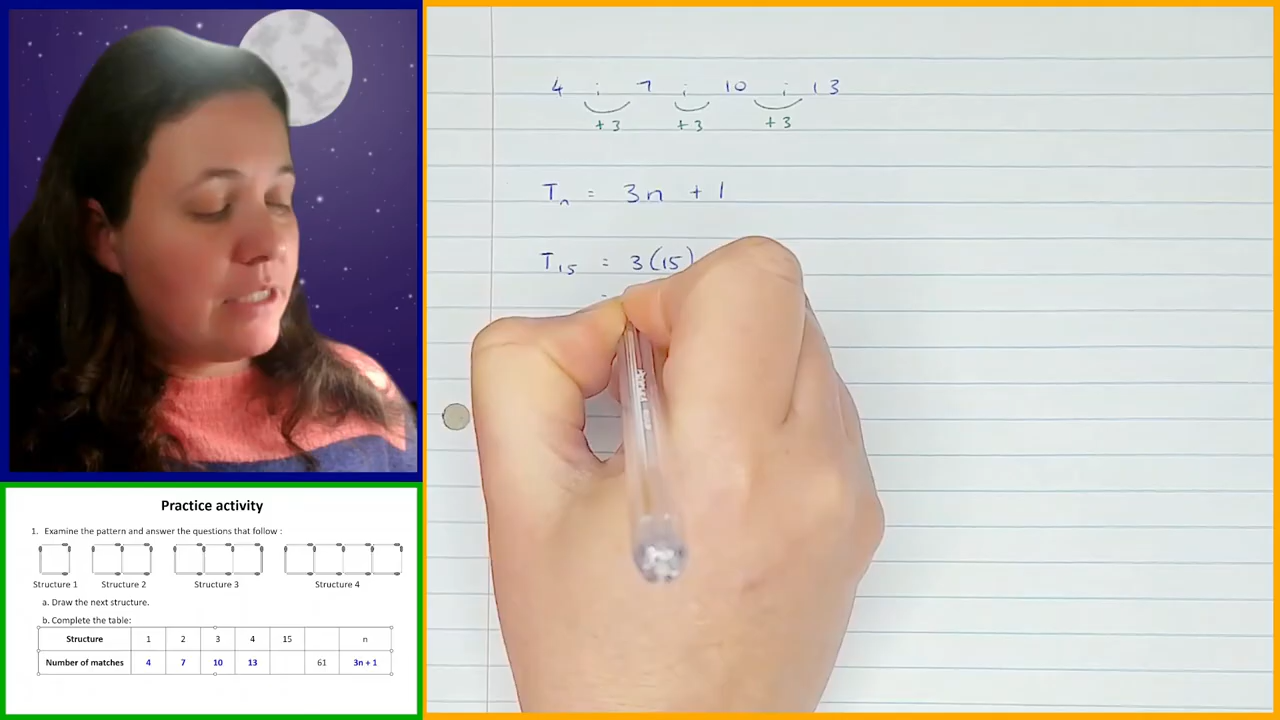 4 ; 7 ; 10 ; 13
+3 +3 +3
Tn = 3n + 1
T15 = 3(15)
=
Practice activity
1. Examine the pattern and answer the questions that follow :
Structure 1 Structure 2 Structure 3 Structure 4
a. Draw the next structure.
b. Complete the table:
Structure 1 2 3 4 15 n
Number of matches 4 7 10 13 61 3n + 1